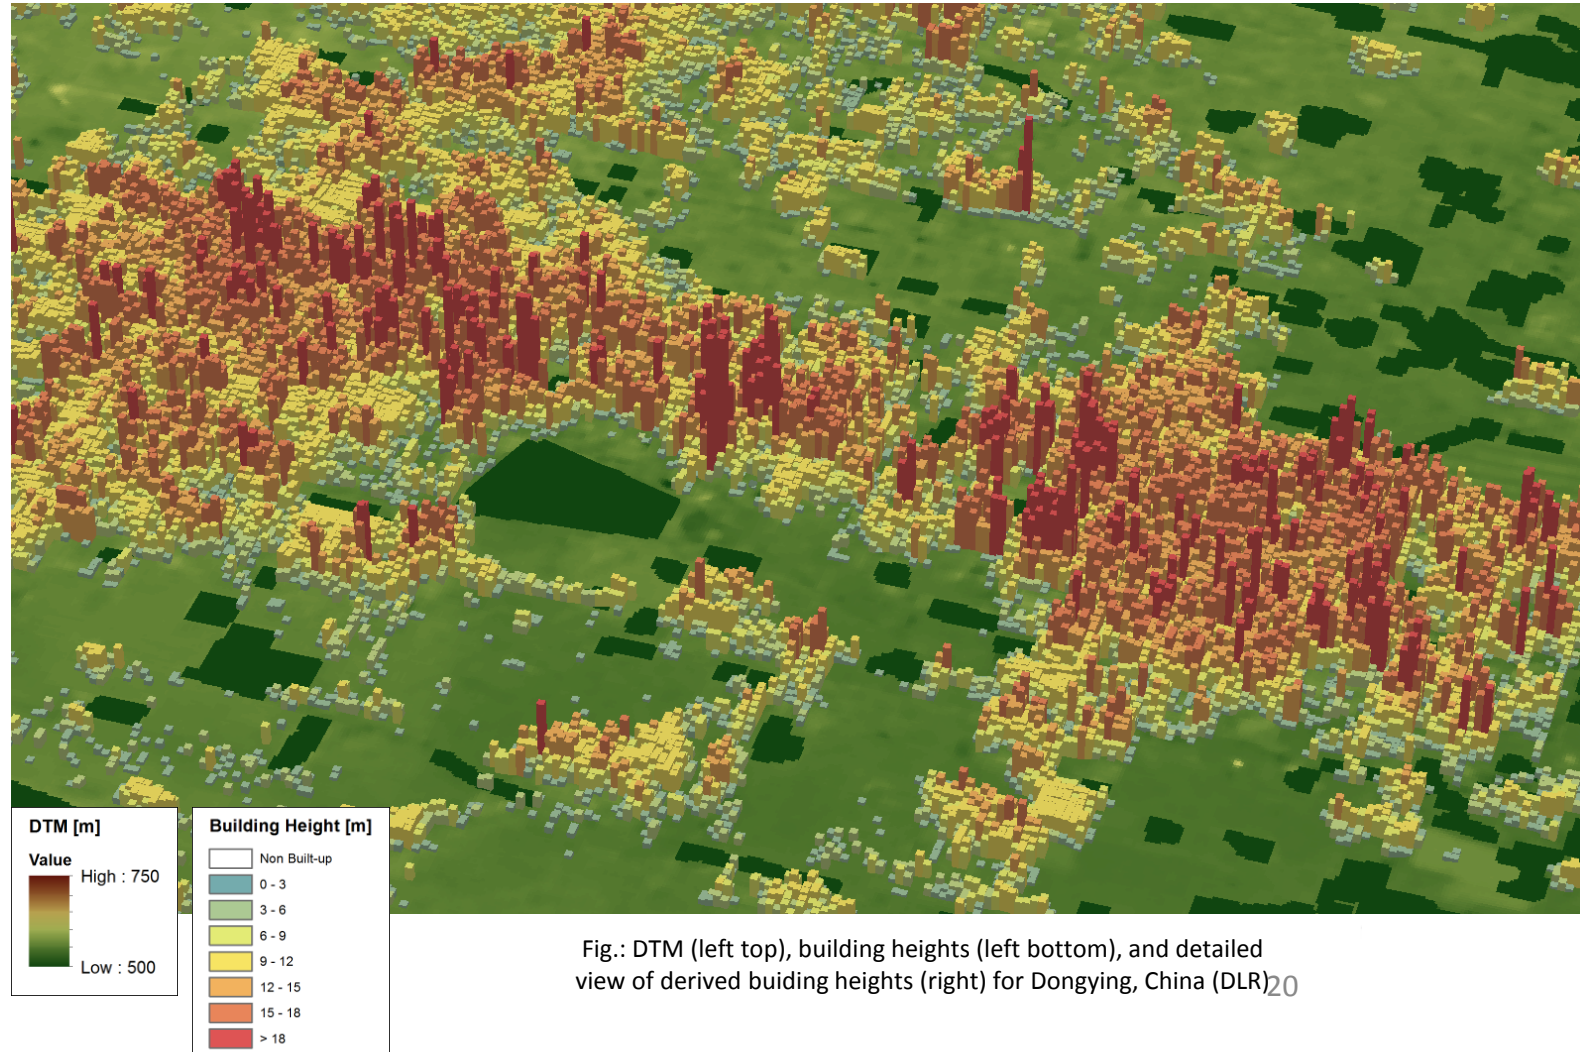 DTM [m]
Value
High : 750
Low : 500
Building Height [m]
Non Built-up
0 - 3
3 - 6
6 - 9
9 - 12
12 - 15
15 - 18
> 18
Fig.: DTM (left top), building heights (left bottom), and detailed
view of derived buiding heights (right) for Dongying, China (DLR)
20